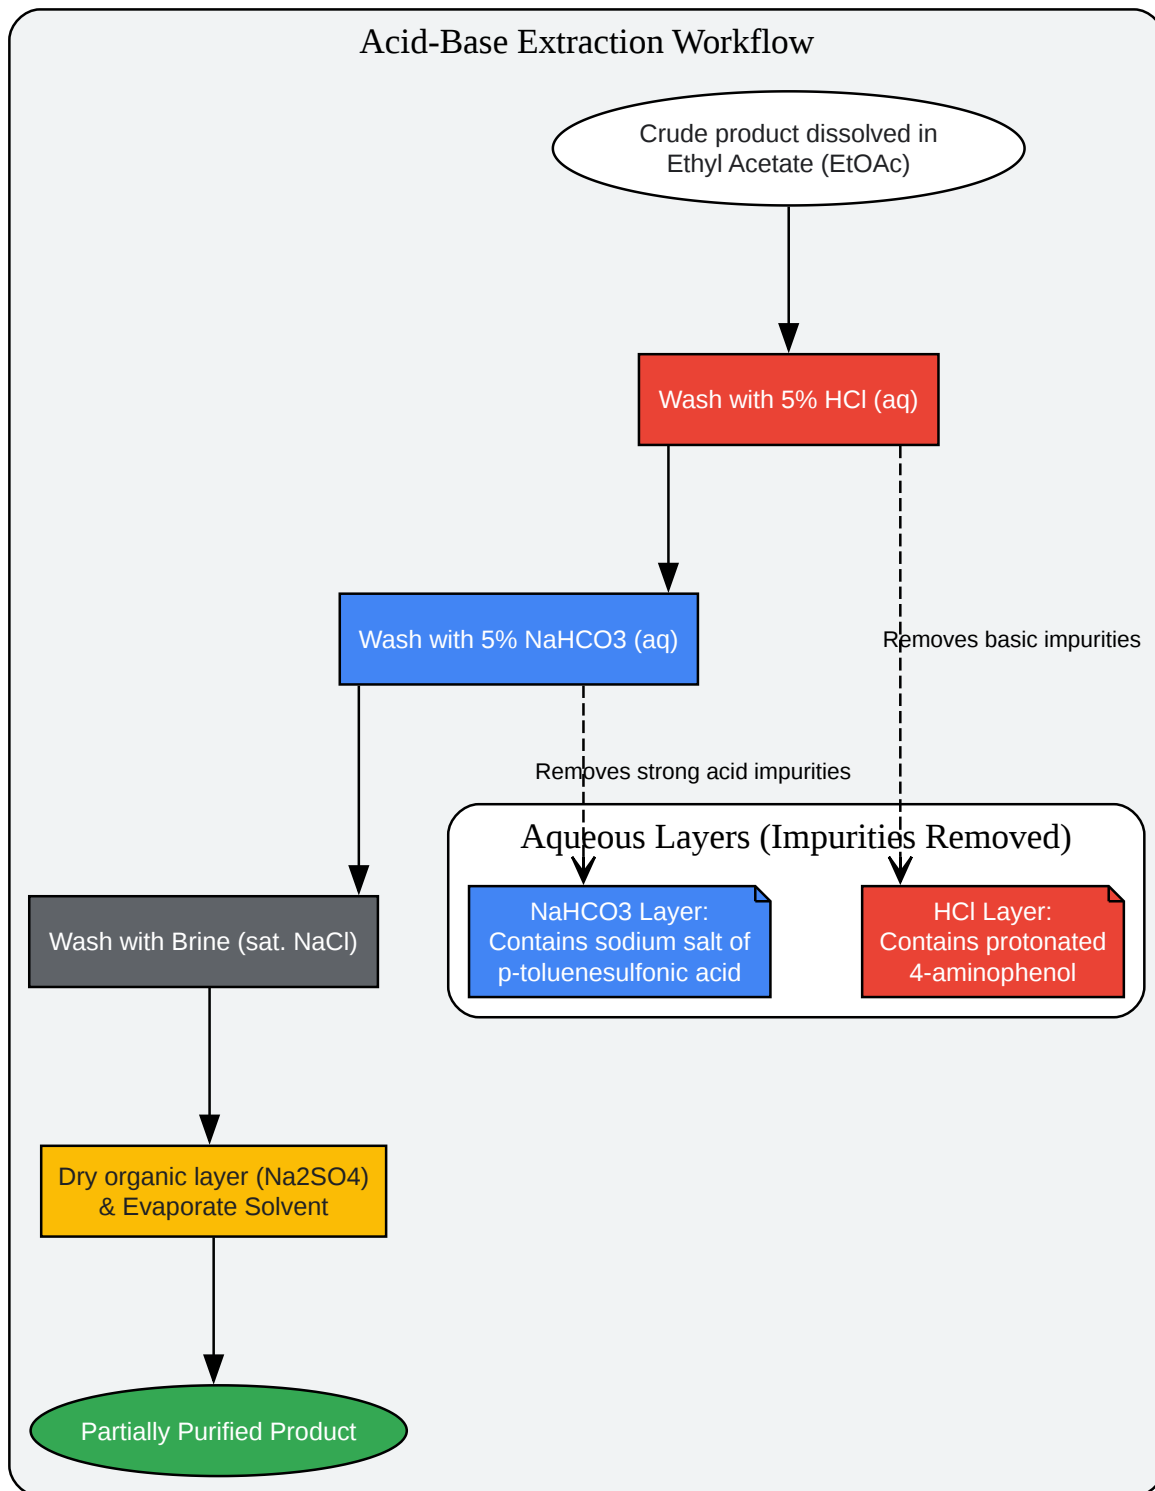 Acid-Base Extraction Workflow
Crude product dissolved in
Ethyl Acetate (EtOAc)
Wash with 5% HCl (aq)
Wash with 5% NaHCO3 (aq)
Removes basic impurities
Removes strong acid impurities
Aqueous Layers (Impurities Removed)
NaHCO3 Layer:
Contains sodium salt of
p-toluenesulfonic acid
HCl Layer:
Contains protonated
4-aminophenol
Wash with Brine (sat. NaCl)
Dry organic layer (Na2SO4)
& Evaporate Solvent
Partially Purified Product